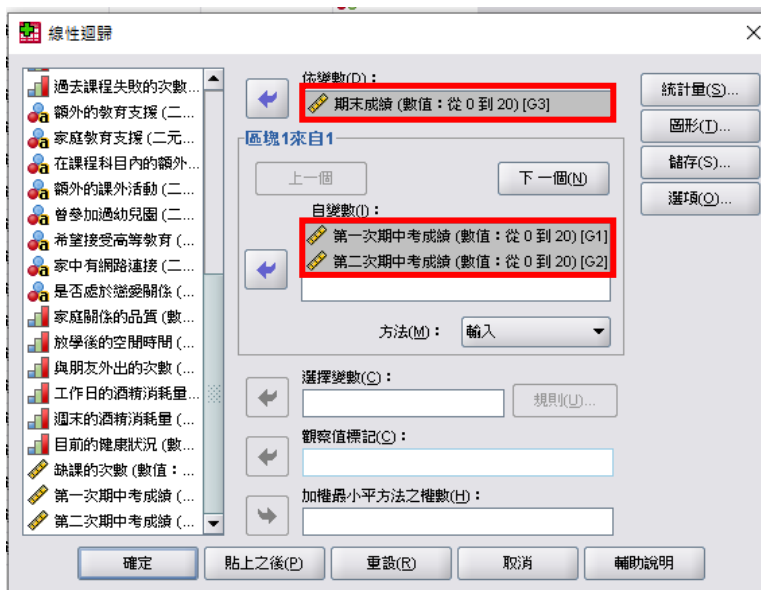 線性迴歸
過去課程失敗的次數...
額外的教育支援 (二...
家庭教育支援 (二元...
在課程科目內的額外...
額外的課外活動 (二...
曾參加過幼兒園 (二...
希望接受高等教育 (...
家中有網路連接 (二...
是否處於戀愛關係 (...
家庭關係的品質 (數...
放學後的空閒時間 (...
與朋友外出的次數 (...
工作日的酒精消耗量...
週末的酒精消耗量 (...
目前的健康狀況 (數...
缺課的次數 (數值：...
第一次期中考成績 (...
第二次期中考成績 (...
依變數(D)：
期末成績 (數值：從 0 到 20) [G3]
區塊1來自1
上一個
下一個(N)
自變數(I)：
第一次期中考成績 (數值：從 0 到 20) [G1]
第二次期中考成績 (數值：從 0 到 20) [G2]
方法(M)：
輸入
選擇變數(C)：
規則(U)...
觀察值標記(C)：
加權最小平方法之權數(H)：
統計量(S)...
圖形(T)...
儲存(S)...
選項(O)...
確定
貼上之後(P)
重設(R)
取消
輔助說明